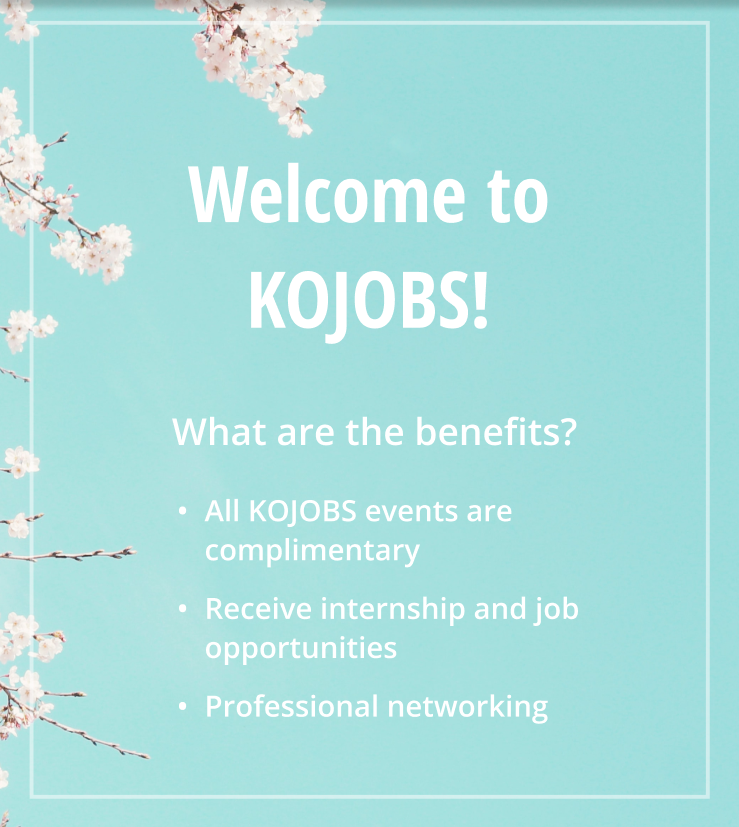 Welcome to
KOJOBS!
What are the benefits?
• All KOJOBS events are
complimentary
• Receive internship and job
opportunities
• Professional networking